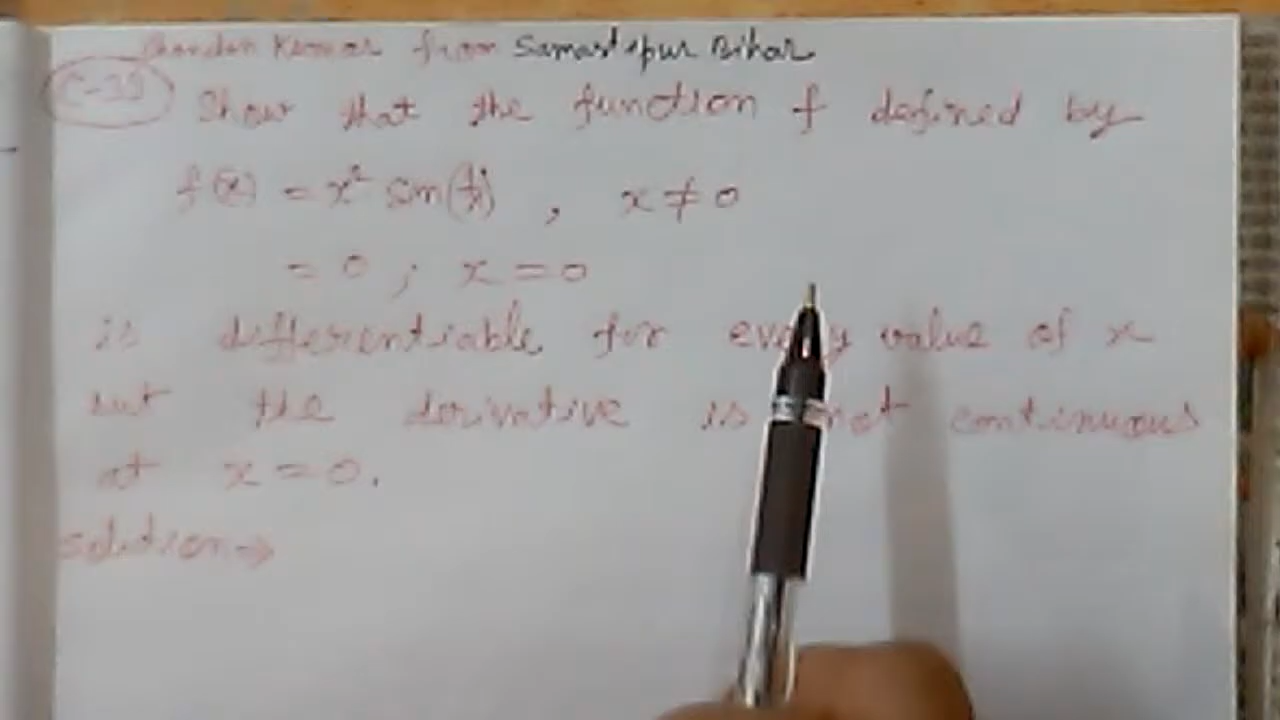 Chandan Kumar from Samastipur Bihar
C-39 Show that the function f defined by
f(x) = x² sin(1/x) , x ≠ 0
= 0 ; x = 0
is differentiable for every value of x
but the derivative is not continuous
at x = 0.
Solution →